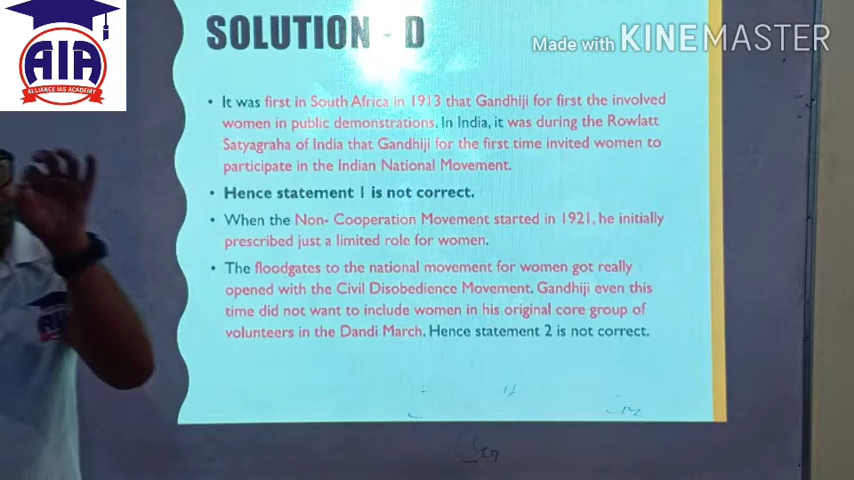 SOLUTION - D
Made with KINEMASTER
AIA
ALLIANCE IAS ACADEMY
• It was first in South Africa in 1913 that Gandhiji for first the involved
women in public demonstrations. In India, it was during the Rowlatt
Satyagraha of India that Gandhiji for the first time invited women to
participate in the Indian National Movement.
• Hence statement 1 is not correct.
• When the Non- Cooperation Movement started in 1921, he initially
prescribed just a limited role for women.
• The floodgates to the national movement for women got really
opened with the Civil Disobedience Movement. Gandhiji even this
time did not want to include women in his original core group of
volunteers in the Dandi March. Hence statement 2 is not correct.